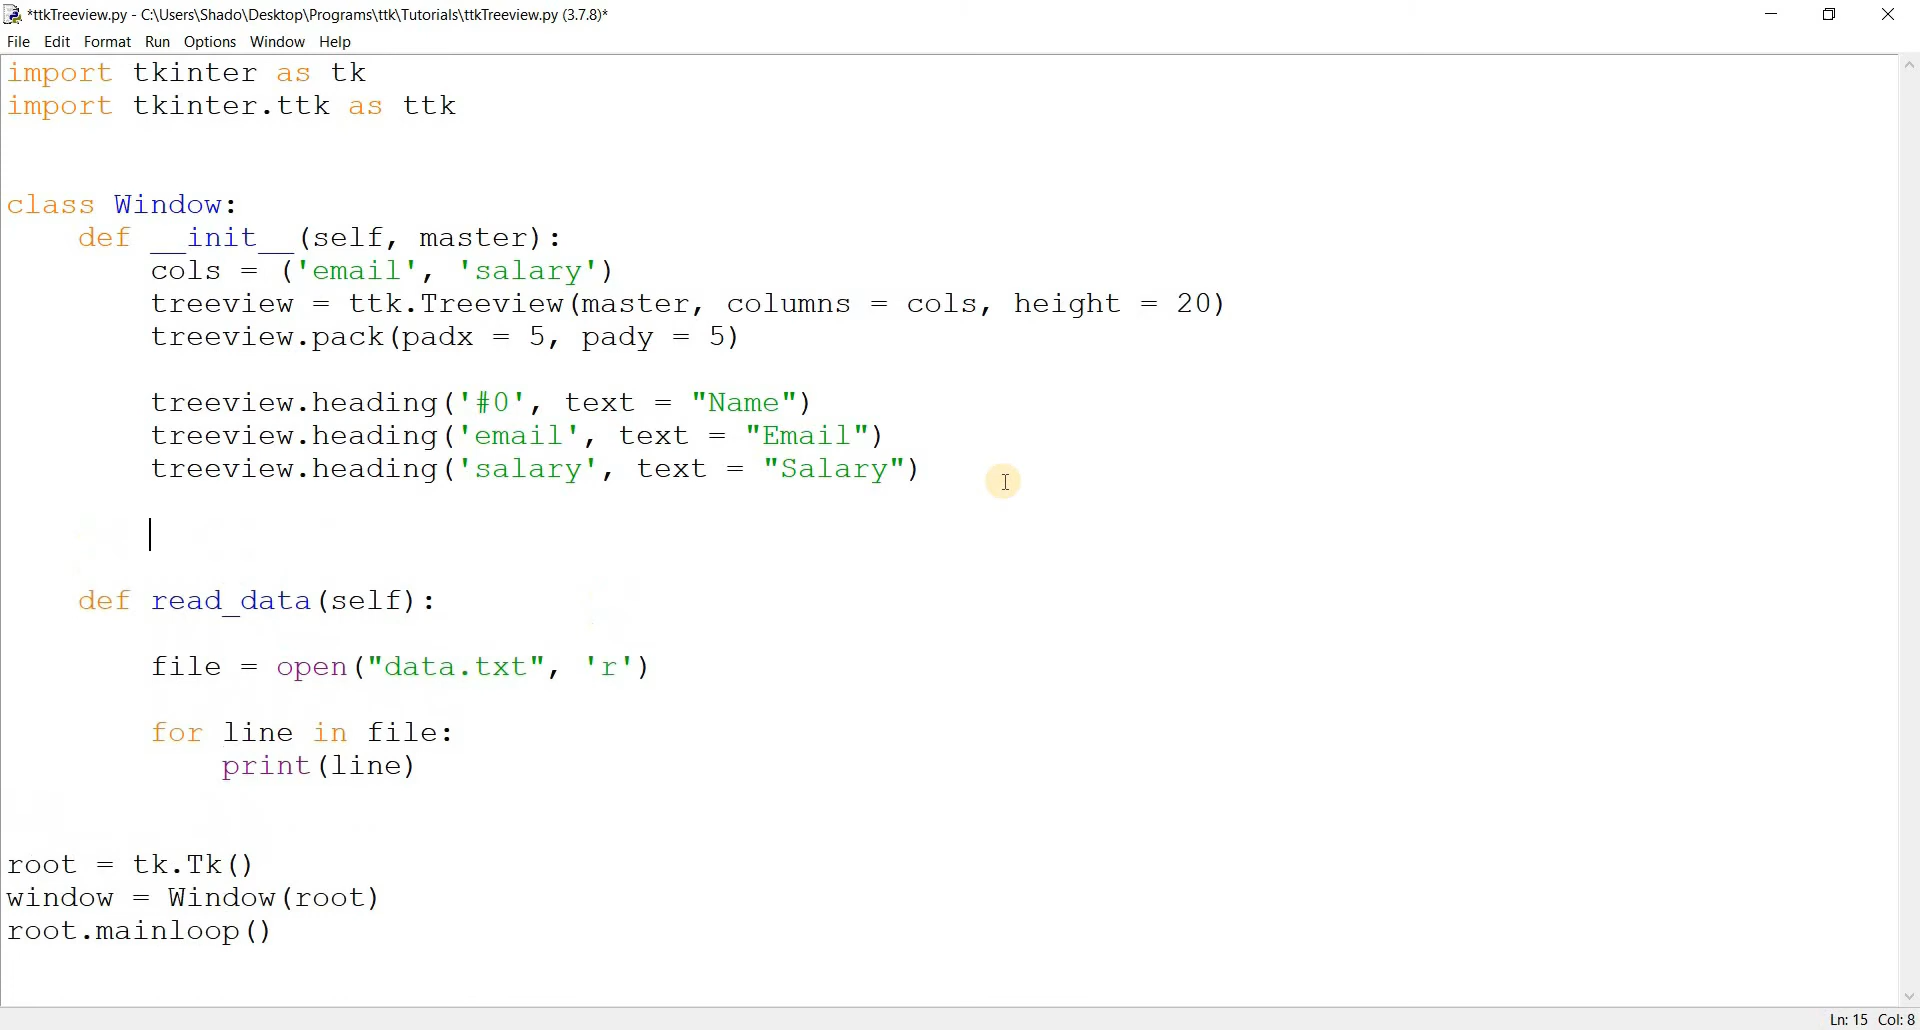 *ttkTreeview.py - C:\Users\Shado\Desktop\Programs\ttk\Tutorials\ttkTreeview.py (3.7.8)*
File Edit Format Run Options Window Help
import tkinter as tk
import tkinter.ttk as ttk
class Window:
    def __init__(self, master):
        cols = ('email', 'salary')
        treeview = ttk.Treeview(master, columns = cols, height = 20)
        treeview.pack(padx = 5, pady = 5)
        treeview.heading('#0', text = "Name")
        treeview.heading('email', text = "Email")
        treeview.heading('salary', text = "Salary")
    def read_data(self):
        file = open("data.txt", 'r')
        for line in file:
            print(line)
root = tk.Tk()
window = Window(root)
root.mainloop()
Ln: 15 Col: 8